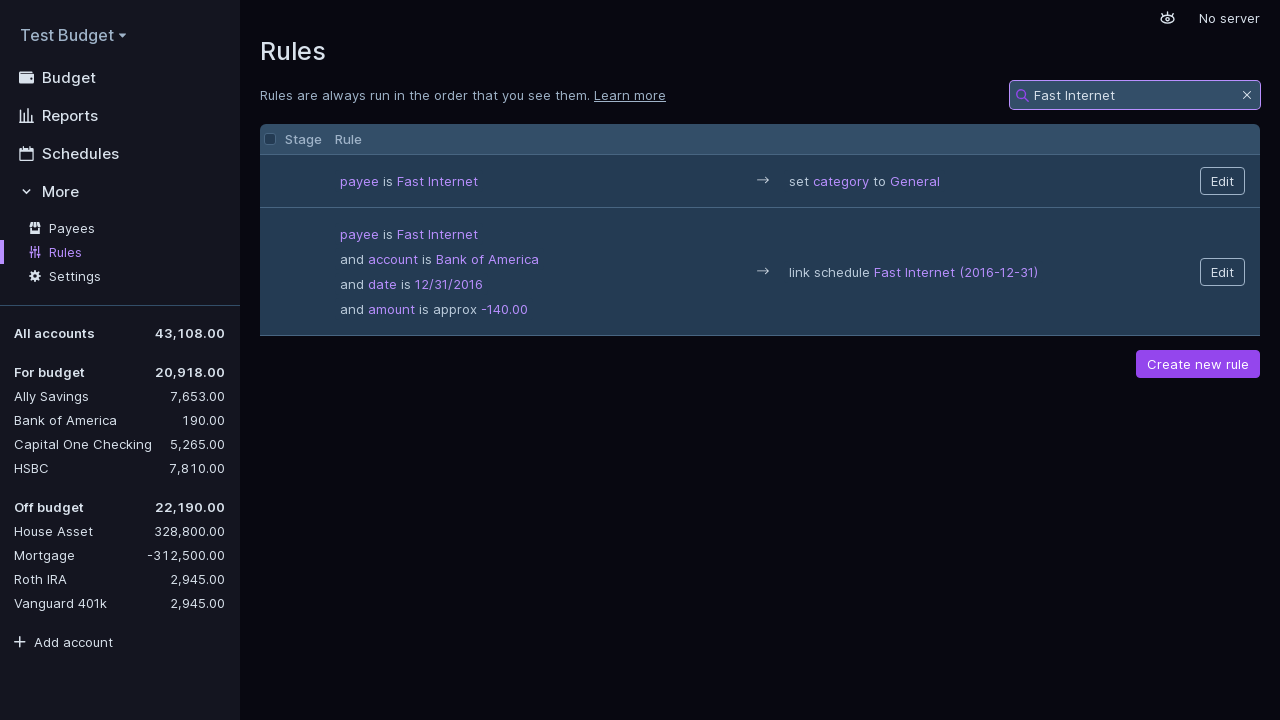 Test Budget
Budget
Reports
Schedules
More
Payees
Rules
Settings
All accounts 43,108.00
For budget 20,918.00
Ally Savings 7,653.00
Bank of America 190.00
Capital One Checking 5,265.00
HSBC 7,810.00
Off budget 22,190.00
House Asset 328,800.00
Mortgage -312,500.00
Roth IRA 2,945.00
Vanguard 401k 2,945.00
Add account
No server
Rules
Rules are always run in the order that you see them. Learn more
Fast Internet
Stage Rule
payee is Fast Internet → set category to General Edit
payee is Fast Internet
and account is Bank of America
and date is 12/31/2016
and amount is approx -140.00
→ link schedule Fast Internet (2016-12-31) Edit
Create new rule